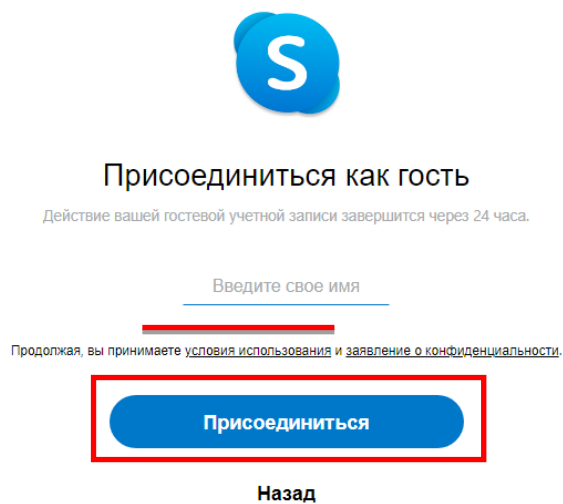 S
Присоединиться как гость
Действие вашей гостевой учетной записи завершится через 24 часа.
Введите свое имя
Продолжая, вы принимаете условия использования и заявление о конфиденциальности.
Присоединиться
Назад